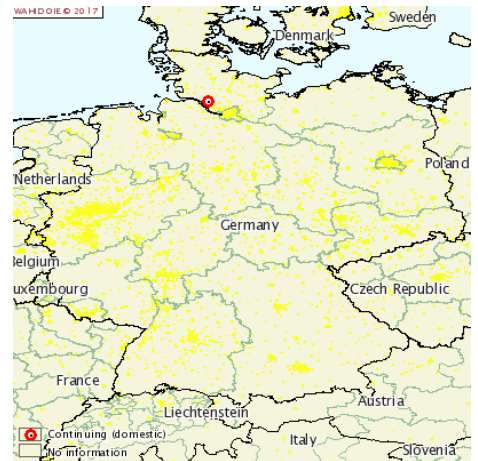 WAHID OIE © 2017
Sweden
Denmark
Poland
Netherlands
Germany
Belgium
uxembourg
Czech Republic
France
Austria
Liechtenstein
Italy
Slovenia
Continuing (domestic)
No information